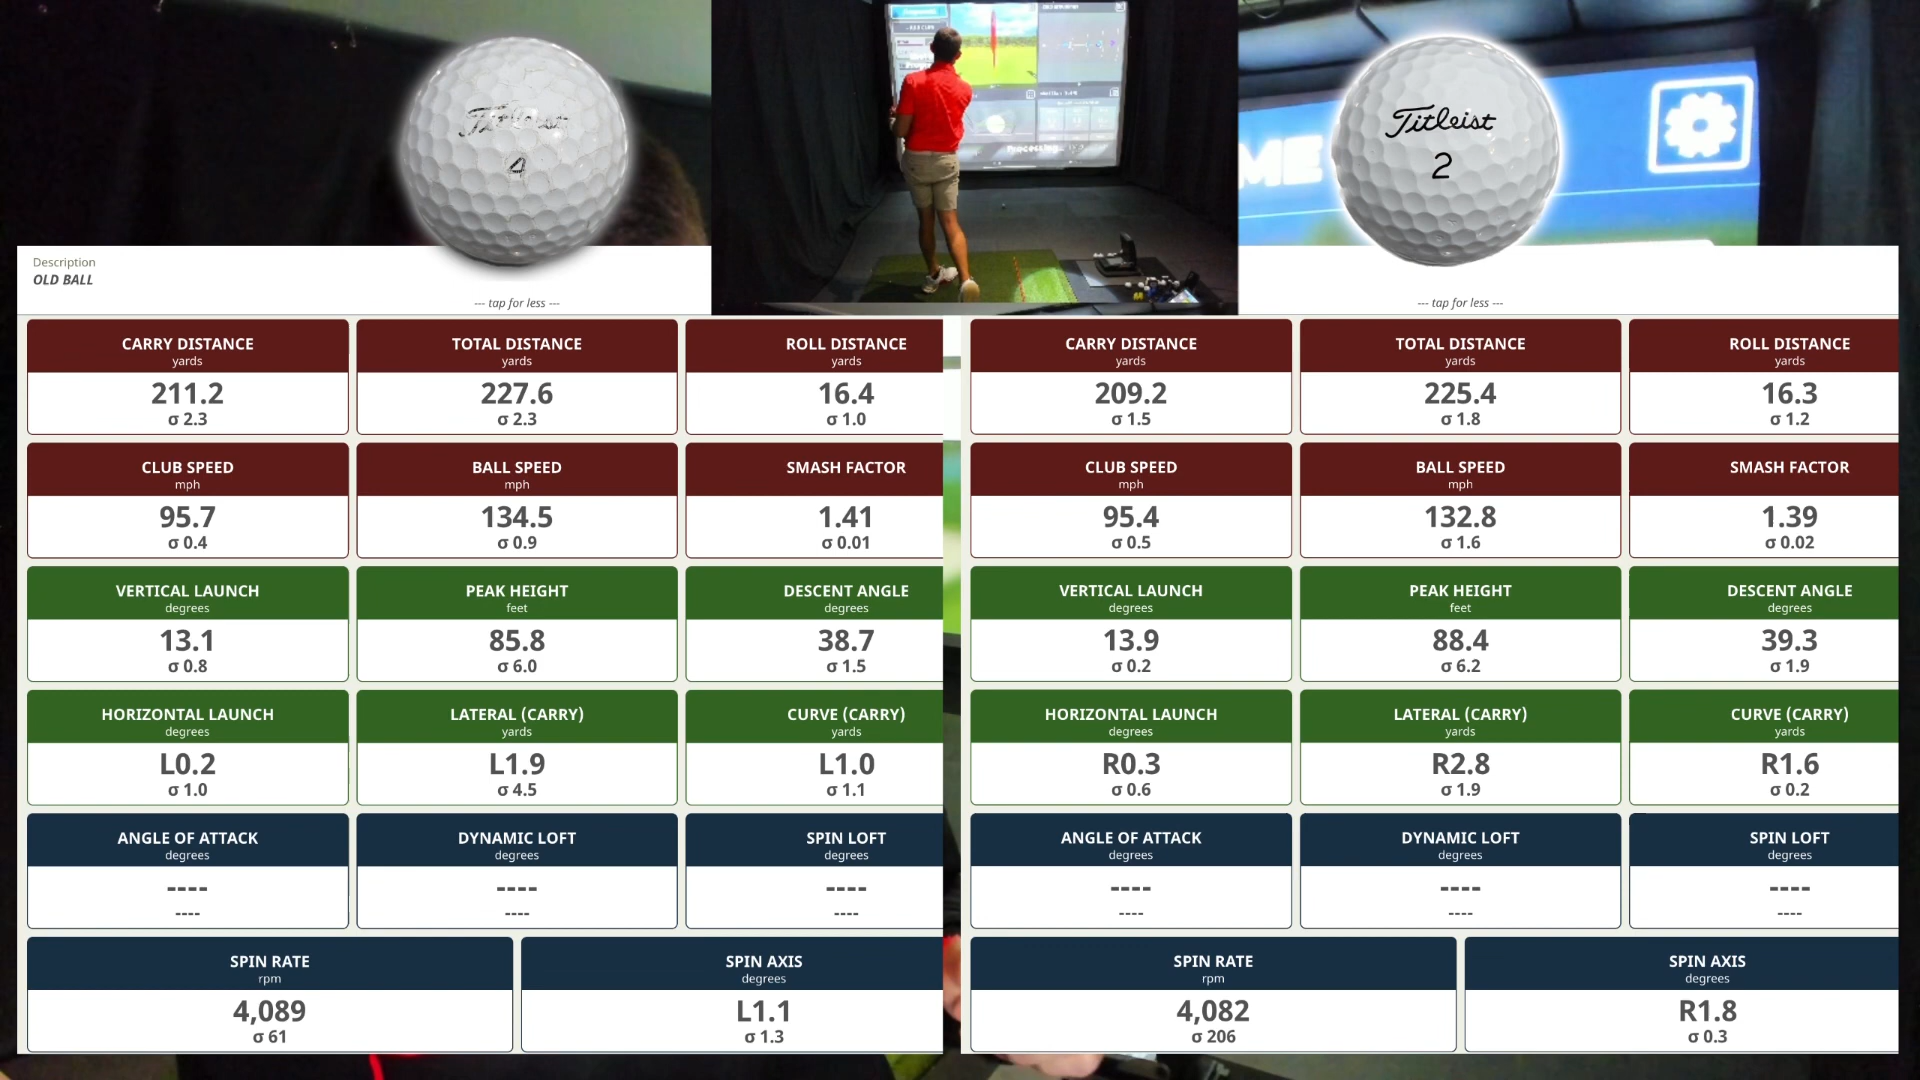 Titleist
4
Titleist
2
ME
Description
OLD BALL
--- tap for less ---
--- tap for less ---
CARRY DISTANCE
yards
211.2
σ 2.3
TOTAL DISTANCE
yards
227.6
σ 2.3
ROLL DISTANCE
yards
16.4
σ 1.0
CLUB SPEED
mph
95.7
σ 0.4
BALL SPEED
mph
134.5
σ 0.9
SMASH FACTOR
1.41
σ 0.01
VERTICAL LAUNCH
degrees
13.1
σ 0.8
PEAK HEIGHT
feet
85.8
σ 6.0
DESCENT ANGLE
degrees
38.7
σ 1.5
HORIZONTAL LAUNCH
degrees
L0.2
σ 1.0
LATERAL (CARRY)
yards
L1.9
σ 4.5
CURVE (CARRY)
yards
L1.0
σ 1.1
ANGLE OF ATTACK
degrees
----
----
DYNAMIC LOFT
degrees
----
----
SPIN LOFT
degrees
----
----
SPIN RATE
rpm
4,089
σ 61
SPIN AXIS
degrees
L1.1
σ 1.3
CARRY DISTANCE
yards
209.2
σ 1.5
TOTAL DISTANCE
yards
225.4
σ 1.8
ROLL DISTANCE
yards
16.3
σ 1.2
CLUB SPEED
mph
95.4
σ 0.5
BALL SPEED
mph
132.8
σ 1.6
SMASH FACTOR
1.39
σ 0.02
VERTICAL LAUNCH
degrees
13.9
σ 0.2
PEAK HEIGHT
feet
88.4
σ 6.2
DESCENT ANGLE
degrees
39.3
σ 1.9
HORIZONTAL LAUNCH
degrees
R0.3
σ 0.6
LATERAL (CARRY)
yards
R2.8
σ 1.9
CURVE (CARRY)
yards
R1.6
σ 0.2
ANGLE OF ATTACK
degrees
----
----
DYNAMIC LOFT
degrees
----
----
SPIN LOFT
degrees
----
----
SPIN RATE
rpm
4,082
σ 206
SPIN AXIS
degrees
R1.8
σ 0.3